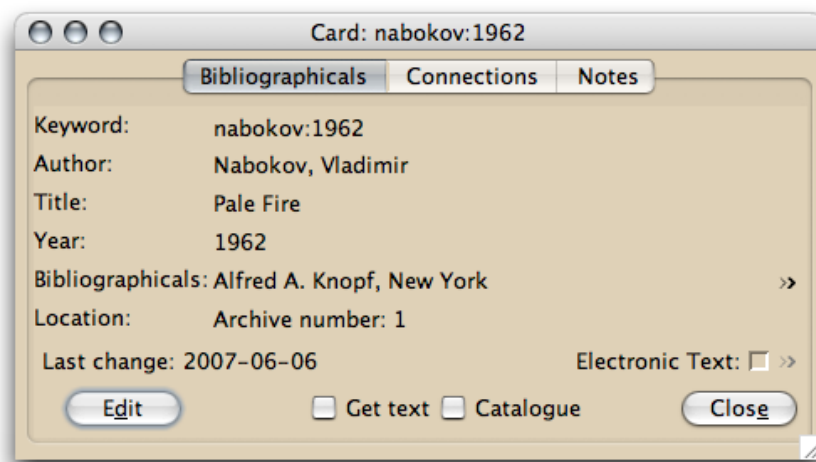 Card: nabokov:1962
Bibliographicals Connections Notes
Keyword: nabokov:1962
Author: Nabokov, Vladimir
Title: Pale Fire
Year: 1962
Bibliographicals: Alfred A. Knopf, New York »
Location: Archive number: 1
Last change: 2007-06-06 Electronic Text: »
Edit Get text Catalogue Close